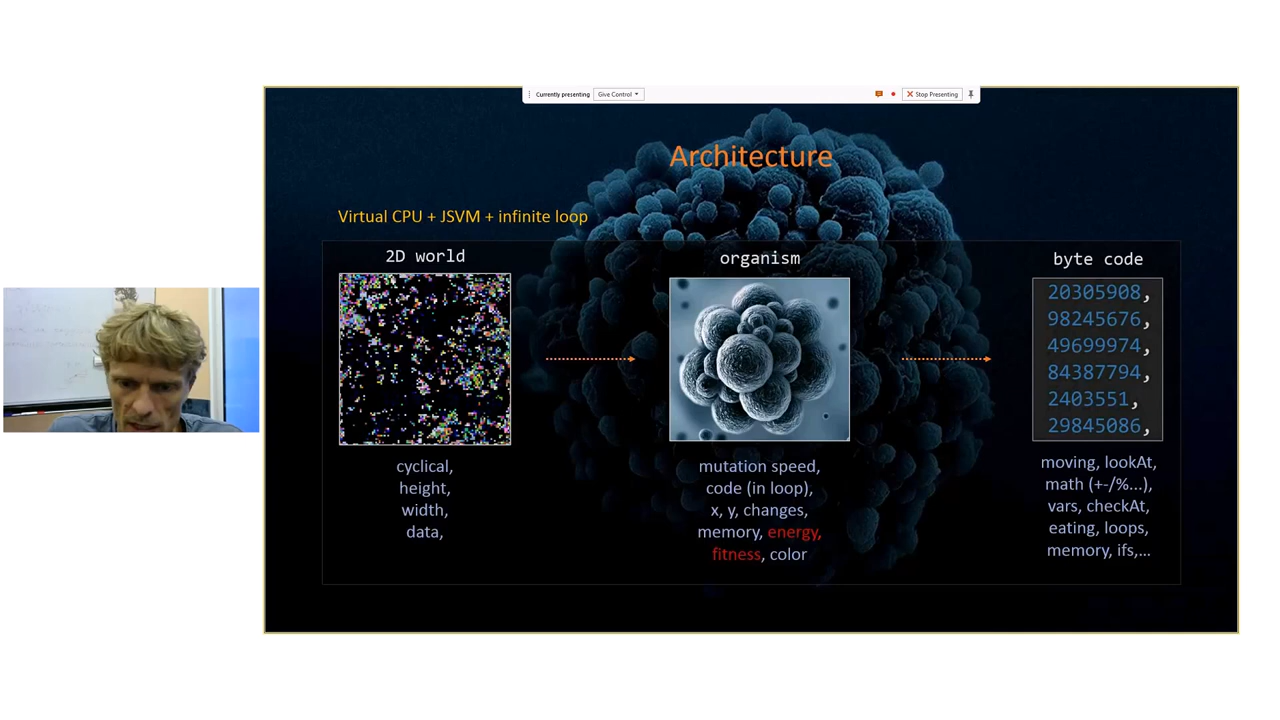 Currently presenting
Give Control
Stop Presenting
Architecture
Virtual CPU + JSVM + infinite loop
2D world
cyclical,
height,
width,
data,
organism
mutation speed,
code (in loop),
x, y, changes,
memory, energy,
fitness, color
byte code
20305908,
98245676,
49699974,
84387794,
2403551,
29845086,
moving, lookAt,
math (+-/%...),
vars, checkAt,
eating, loops,
memory, ifs,...